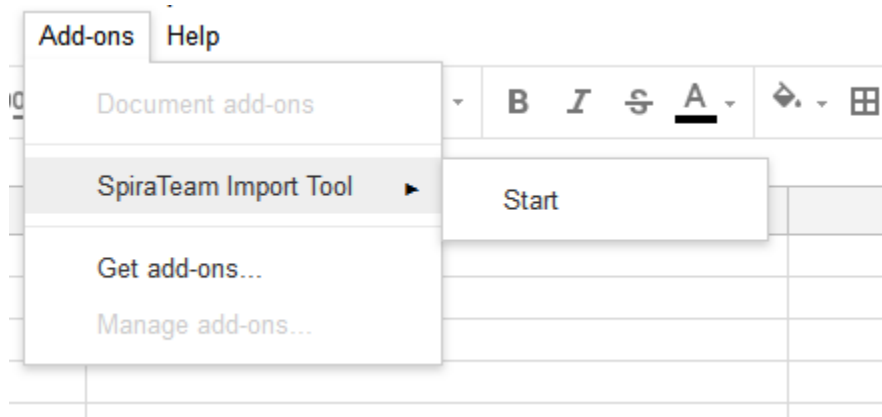 Add-ons Help
Document add-ons
B I S A
SpiraTeam Import Tool
Start
Get add-ons...
Manage add-ons...